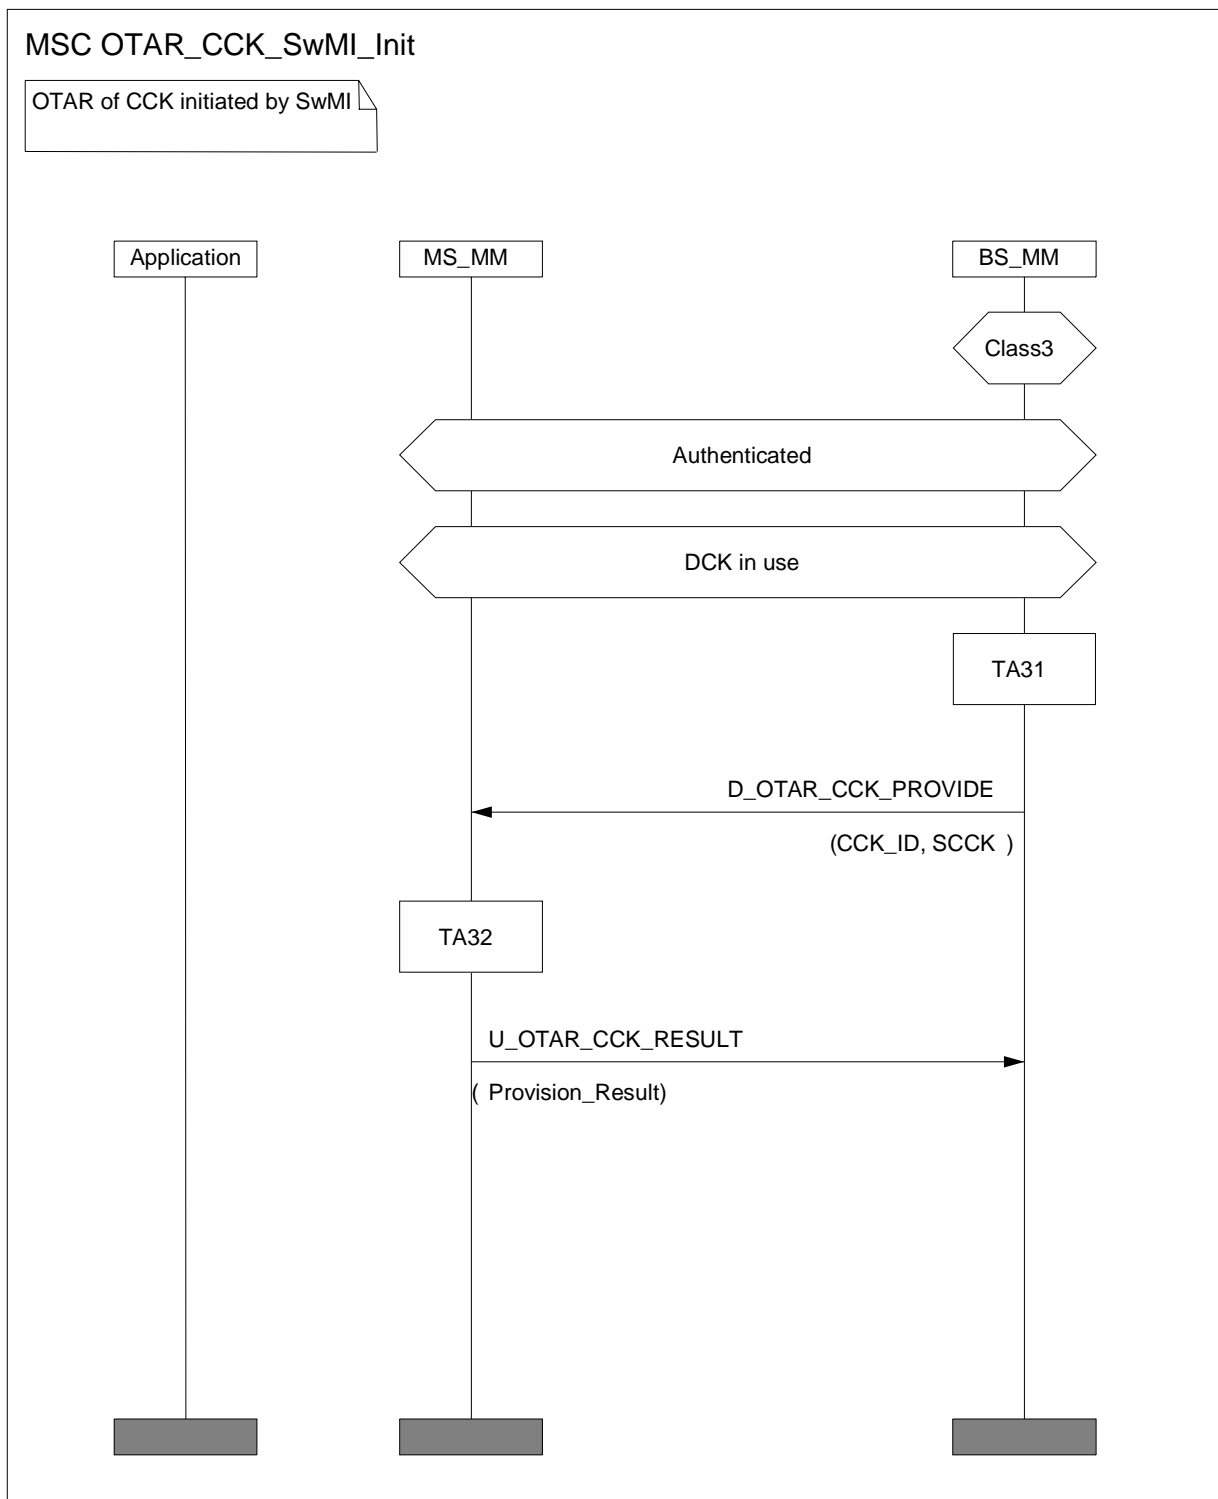 MSC OTAR_CCK_SwMI_Init
OTAR of CCK initiated by SwMI
Application
MS_MM
BS_MM
Class3
Authenticated
DCK in use
TA31
D_OTAR_CCK_PROVIDE
(CCK_ID, SCCK )
TA32
U_OTAR_CCK_RESULT
( Provision_Result)